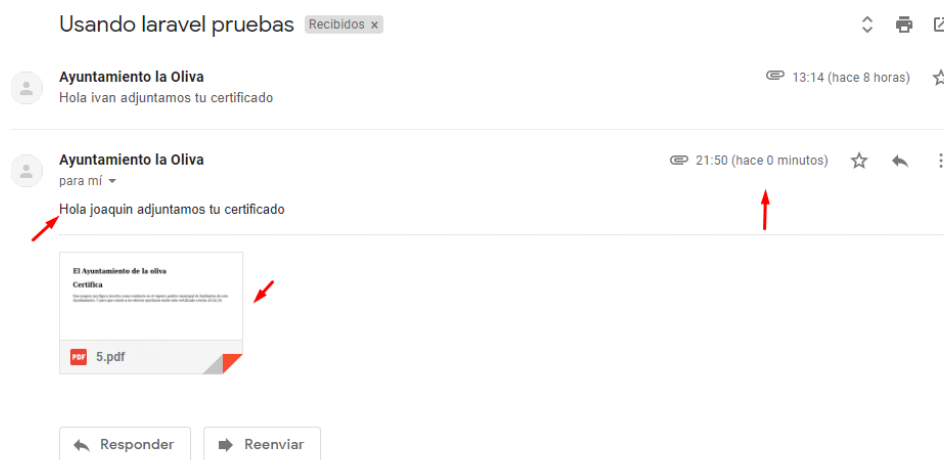 Usando laravel pruebas Recibidos ×
Ayuntamiento la Oliva 13:14 (hace 8 horas)
Hola ivan adjuntamos tu certificado
Ayuntamiento la Oliva 21:50 (hace 0 minutos)
para mí
Hola joaquin adjuntamos tu certificado
El Ayuntamiento de la oliva
Certifica
PDF 5.pdf
Responder Reenviar